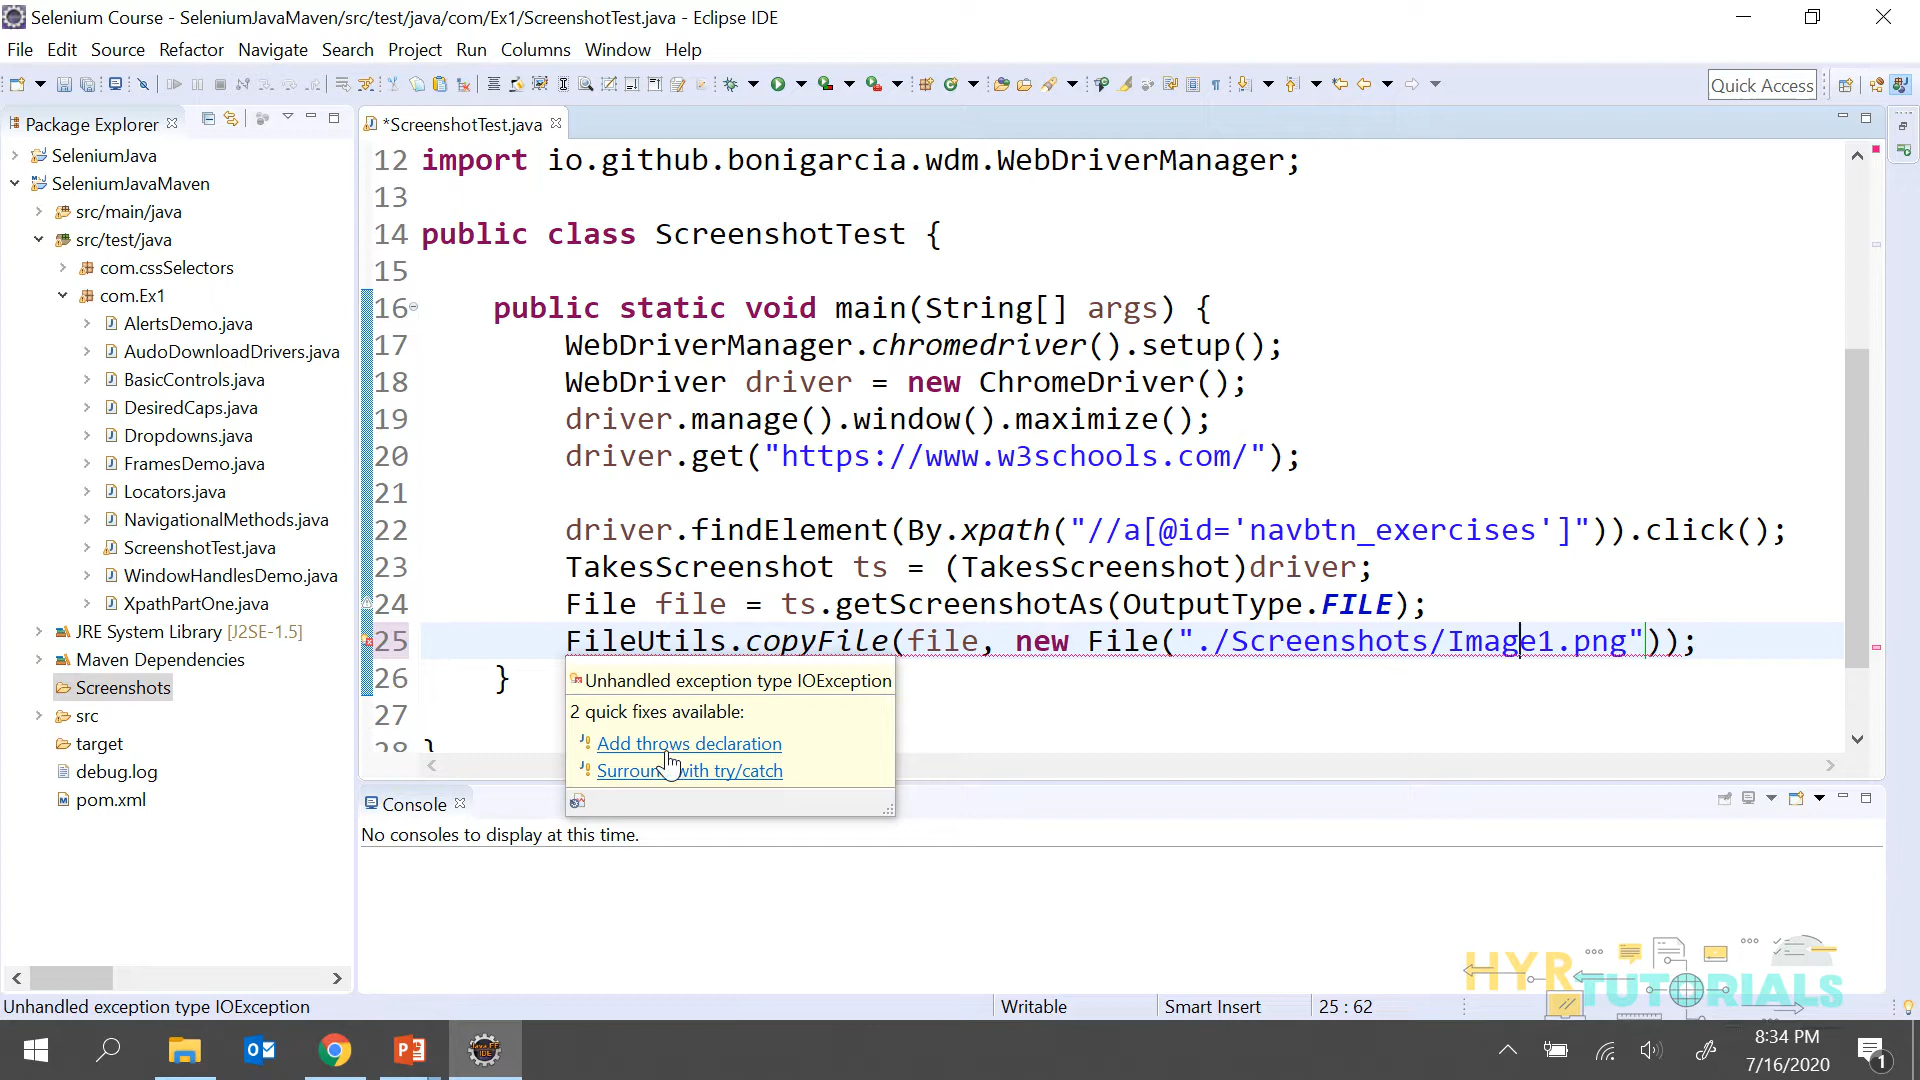 Selenium Course - SeleniumJavaMaven/src/test/java/com/Ex1/ScreenshotTest.java - Eclipse IDE
File Edit Source Refactor Navigate Search Project Run Columns Window Help
Quick Access
Package Explorer
SeleniumJava
SeleniumJavaMaven
src/main/java
src/test/java
com.cssSelectors
com.Ex1
AlertsDemo.java
AudoDownloadDrivers.java
BasicControls.java
DesiredCaps.java
Dropdowns.java
FramesDemo.java
Locators.java
NavigationalMethods.java
ScreenshotTest.java
WindowHandlesDemo.java
XpathPartOne.java
JRE System Library [J2SE-1.5]
Maven Dependencies
Screenshots
src
target
debug.log
pom.xml
*ScreenshotTest.java
12 import io.github.bonigarcia.wdm.WebDriverManager;
13
14 public class ScreenshotTest {
15
16 public static void main(String[] args) {
17 WebDriverManager.chromedriver().setup();
18 WebDriver driver = new ChromeDriver();
19 driver.manage().window().maximize();
20 driver.get("https://www.w3schools.com/");
21
22 driver.findElement(By.xpath("//a[@id='navbtn_exercises']")).click();
23 TakesScreenshot ts = (TakesScreenshot)driver;
24 File file = ts.getScreenshotAs(OutputType.FILE);
25 FileUtils.copyFile(file, new File("./Screenshots/Image1.png"));
26 }
27
28 }
Unhandled exception type IOException
2 quick fixes available:
Add throws declaration
Surround with try/catch
Console
No consoles to display at this time.
HYR TUTORIALS
Unhandled exception type IOException
Writable
Smart Insert
25 : 62
8:34 PM
7/16/2020
1